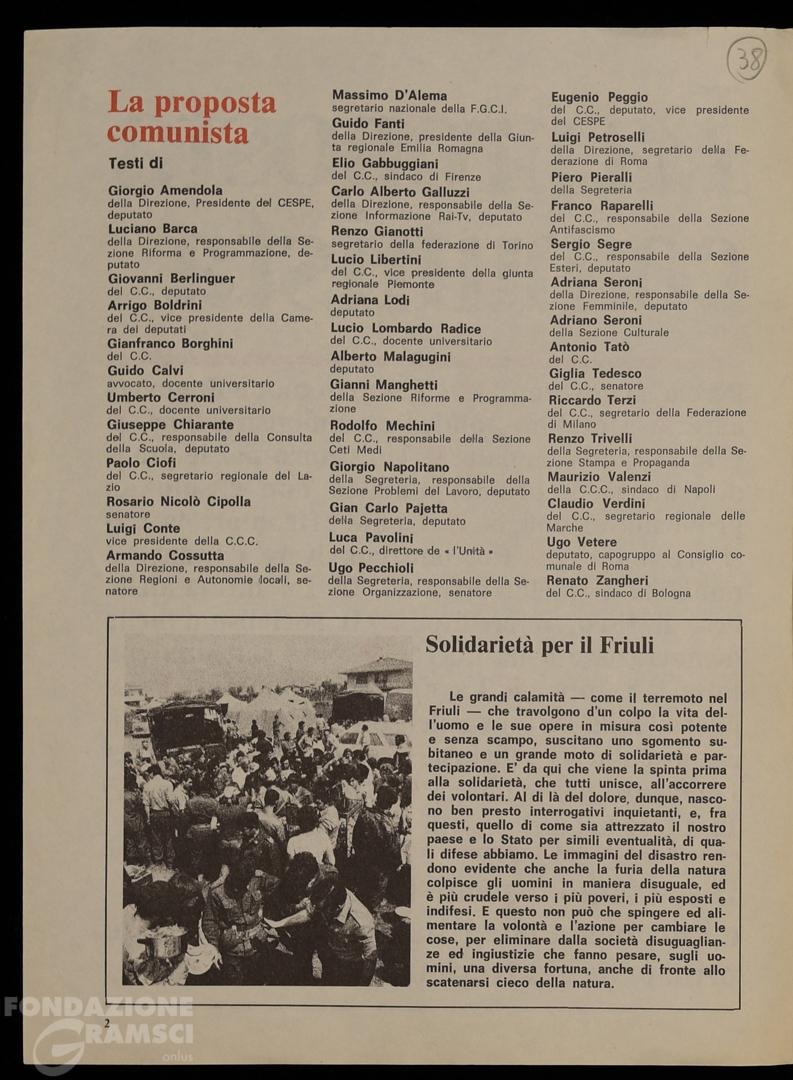 38
La proposta
comunista
Testi di
Giorgio Amendola
della Direzione, Presidente del CESPE,
deputato
Luciano Barca
della Direzione, responsabile della Se-
zione Riforma e Programmazione, de-
putato
Giovanni Berlinguer
del C.C., deputato
Arrigo Boldrini
del C.C., vice presidente della Came-
ra dei deputati
Gianfranco Borghini
del C.C.
Guido Calvi
avvocato, docente universitario
Umberto Cerroni
del C.C., docente universitario
Giuseppe Chiarante
del C.C., responsabile della Consulta
della Scuola, deputato
Paolo Ciofi
del C.C., segretario regionale del La-
zio
Rosario Nicolò Cipolla
senatore
Luigi Conte
vice presidente della C.C.C.
Armando Cossutta
della Direzione, responsabile della Se-
zione Regioni e Autonomie locali, se-
natore
Massimo D'Alema
segretario nazionale della F.G.C.I.
Guido Fanti
della Direzione, presidente della Giun-
ta regionale Emilia Romagna
Elio Gabbuggiani
del C.C., sindaco di Firenze
Carlo Alberto Galluzzi
della Direzione, responsabile della Se-
zione Informazione Rai-Tv, deputato
Renzo Gianotti
segretario della federazione di Torino
Lucio Libertini
del C.C., vice presidente della giunta
regionale Piemonte
Adriana Lodi
deputato
Lucio Lombardo Radice
del C.C., docente universitario
Alberto Malagugini
deputato
Gianni Manghetti
della Sezione Riforme e Programma-
zione
Rodolfo Mechini
del C.C., responsabile della Sezione
Ceti Medi
Giorgio Napolitano
della Segreteria, responsabile della
Sezione Problemi del Lavoro, deputato
Gian Carlo Pajetta
della Segreteria, deputato
Luca Pavolini
del C.C., direttore de « l'Unità »
Ugo Pecchioli
della Segreteria, responsabile della Se-
zione Organizzazione, senatore
Eugenio Peggio
del C.C., deputato, vice presidente
del CESPE
Luigi Petroselli
della Direzione, segretario della Fe-
derazione di Roma
Piero Pieralli
della Segreteria
Franco Raparelli
del C.C., responsabile della Sezione
Antifascismo
Sergio Segre
del C.C., responsabile della Sezione
Esteri, deputato
Adriana Seroni
della Direzione, responsabile della Se-
zione Femminile, deputato
Adriano Seroni
della Sezione Culturale
Antonio Tatò
del C.C.
Giglia Tedesco
del C.C., senatore
Riccardo Terzi
del C.C., segretario della Federazione
di Milano
Renzo Trivelli
della Segreteria, responsabile della Se-
zione Stampa e Propaganda
Maurizio Valenzi
della C.C.C., sindaco di Napoli
Claudio Verdini
del C.C., segretario regionale delle
Marche
Ugo Vetere
deputato, capogruppo al Consiglio co-
munale di Roma
Renato Zangheri
del C.C., sindaco di Bologna
Solidarietà per il Friuli
Le grandi calamità — come il terremoto nel
Friuli — che travolgono d'un colpo la vita del-
l'uomo e le sue opere in misura così potente
e senza scampo, suscitano uno sgomento su-
bitaneo e un grande moto di solidarietà e par-
tecipazione. E' da qui che viene la spinta prima
alla solidarietà, che tutti unisce, all'accorrere
dei volontari. Al di là del dolore, dunque, nasco-
no ben presto interrogativi inquietanti, e, fra
questi, quello di come sia attrezzato il nostro
paese e lo Stato per simili eventualità, di qua-
li difese abbiamo. Le immagini del disastro ren-
dono evidente che anche la furia della natura
colpisce gli uomini in maniera disuguale, ed
è più crudele verso i più poveri, i più esposti e
indifesi. E questo non può che spingere ed ali-
mentare la volontà e l'azione per cambiare le
cose, per eliminare dalla società disuguaglian-
ze ed ingiustizie che fanno pesare, sugli uo-
mini, una diversa fortuna, anche di fronte allo
scatenarsi cieco della natura.
FONDAZIONE
GRAMSCI
onlus
2